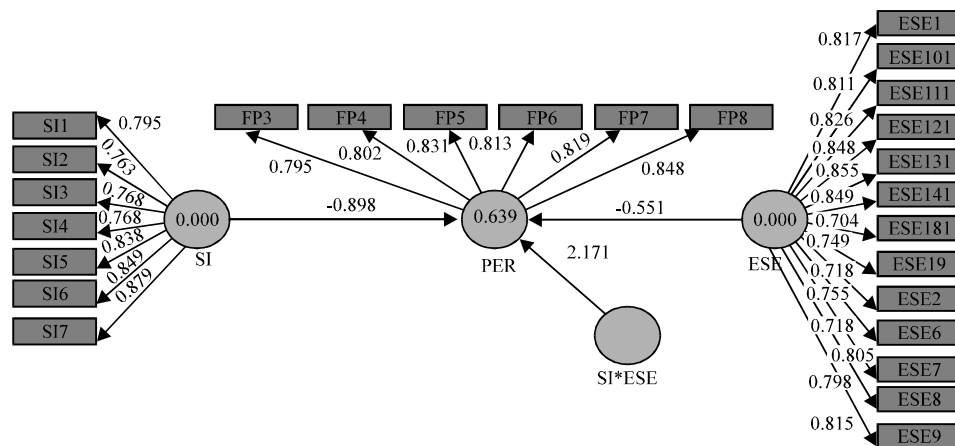 ESE1
0.817
ESE101
0.811
ESE111
0.826
FP3 FP4 FP5 FP6 FP7 FP8
ESE121
0.848
SI1
0.795
0.795
0.802
0.831
0.813
0.819
0.848
ESE131
0.855
SI2
0.763
ESE141
0.849
SI3
0.768
0.000
-0.898
0.639
-0.551
0.000
0.704
ESE181
SI4
0.768
SI
PER
ESE
0.749
ESE19
SI5
0.838
2.171
0.718
ESE2
SI6
0.849
0.755
ESE6
SI7
0.879
0.718
SI*ESE
0.805
ESE7
0.798
ESE8
0.815
ESE9